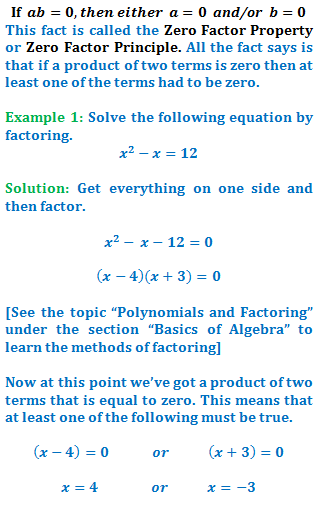 If ab = 0, then either a = 0 and/or b = 0
This fact is called the Zero Factor Property
or Zero Factor Principle. All the fact says is
that if a product of two terms is zero then at
least one of the terms had to be zero.
Example 1: Solve the following equation by
factoring.
x² − x = 12
Solution: Get everything on one side and
then factor.
x² − x − 12 = 0
(x − 4)(x + 3) = 0
[See the topic “Polynomials and Factoring”
under the section “Basics of Algebra” to
learn the methods of factoring]
Now at this point we’ve got a product of two
terms that is equal to zero. This means that
at least one of the following must be true.
(x − 4) = 0 or (x + 3) = 0
x = 4 or x = −3